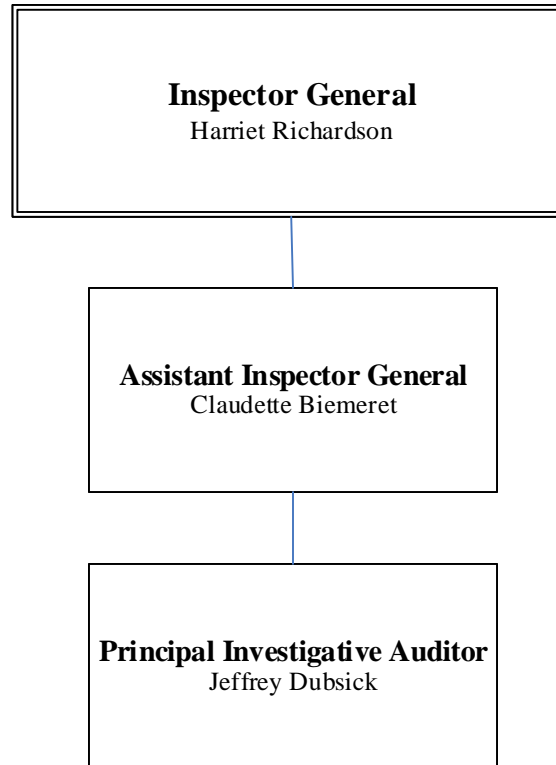 Inspector General
Harriet Richardson
Assistant Inspector General
Claudette Biemeret
Principal Investigative Auditor
Jeffrey Dubsick